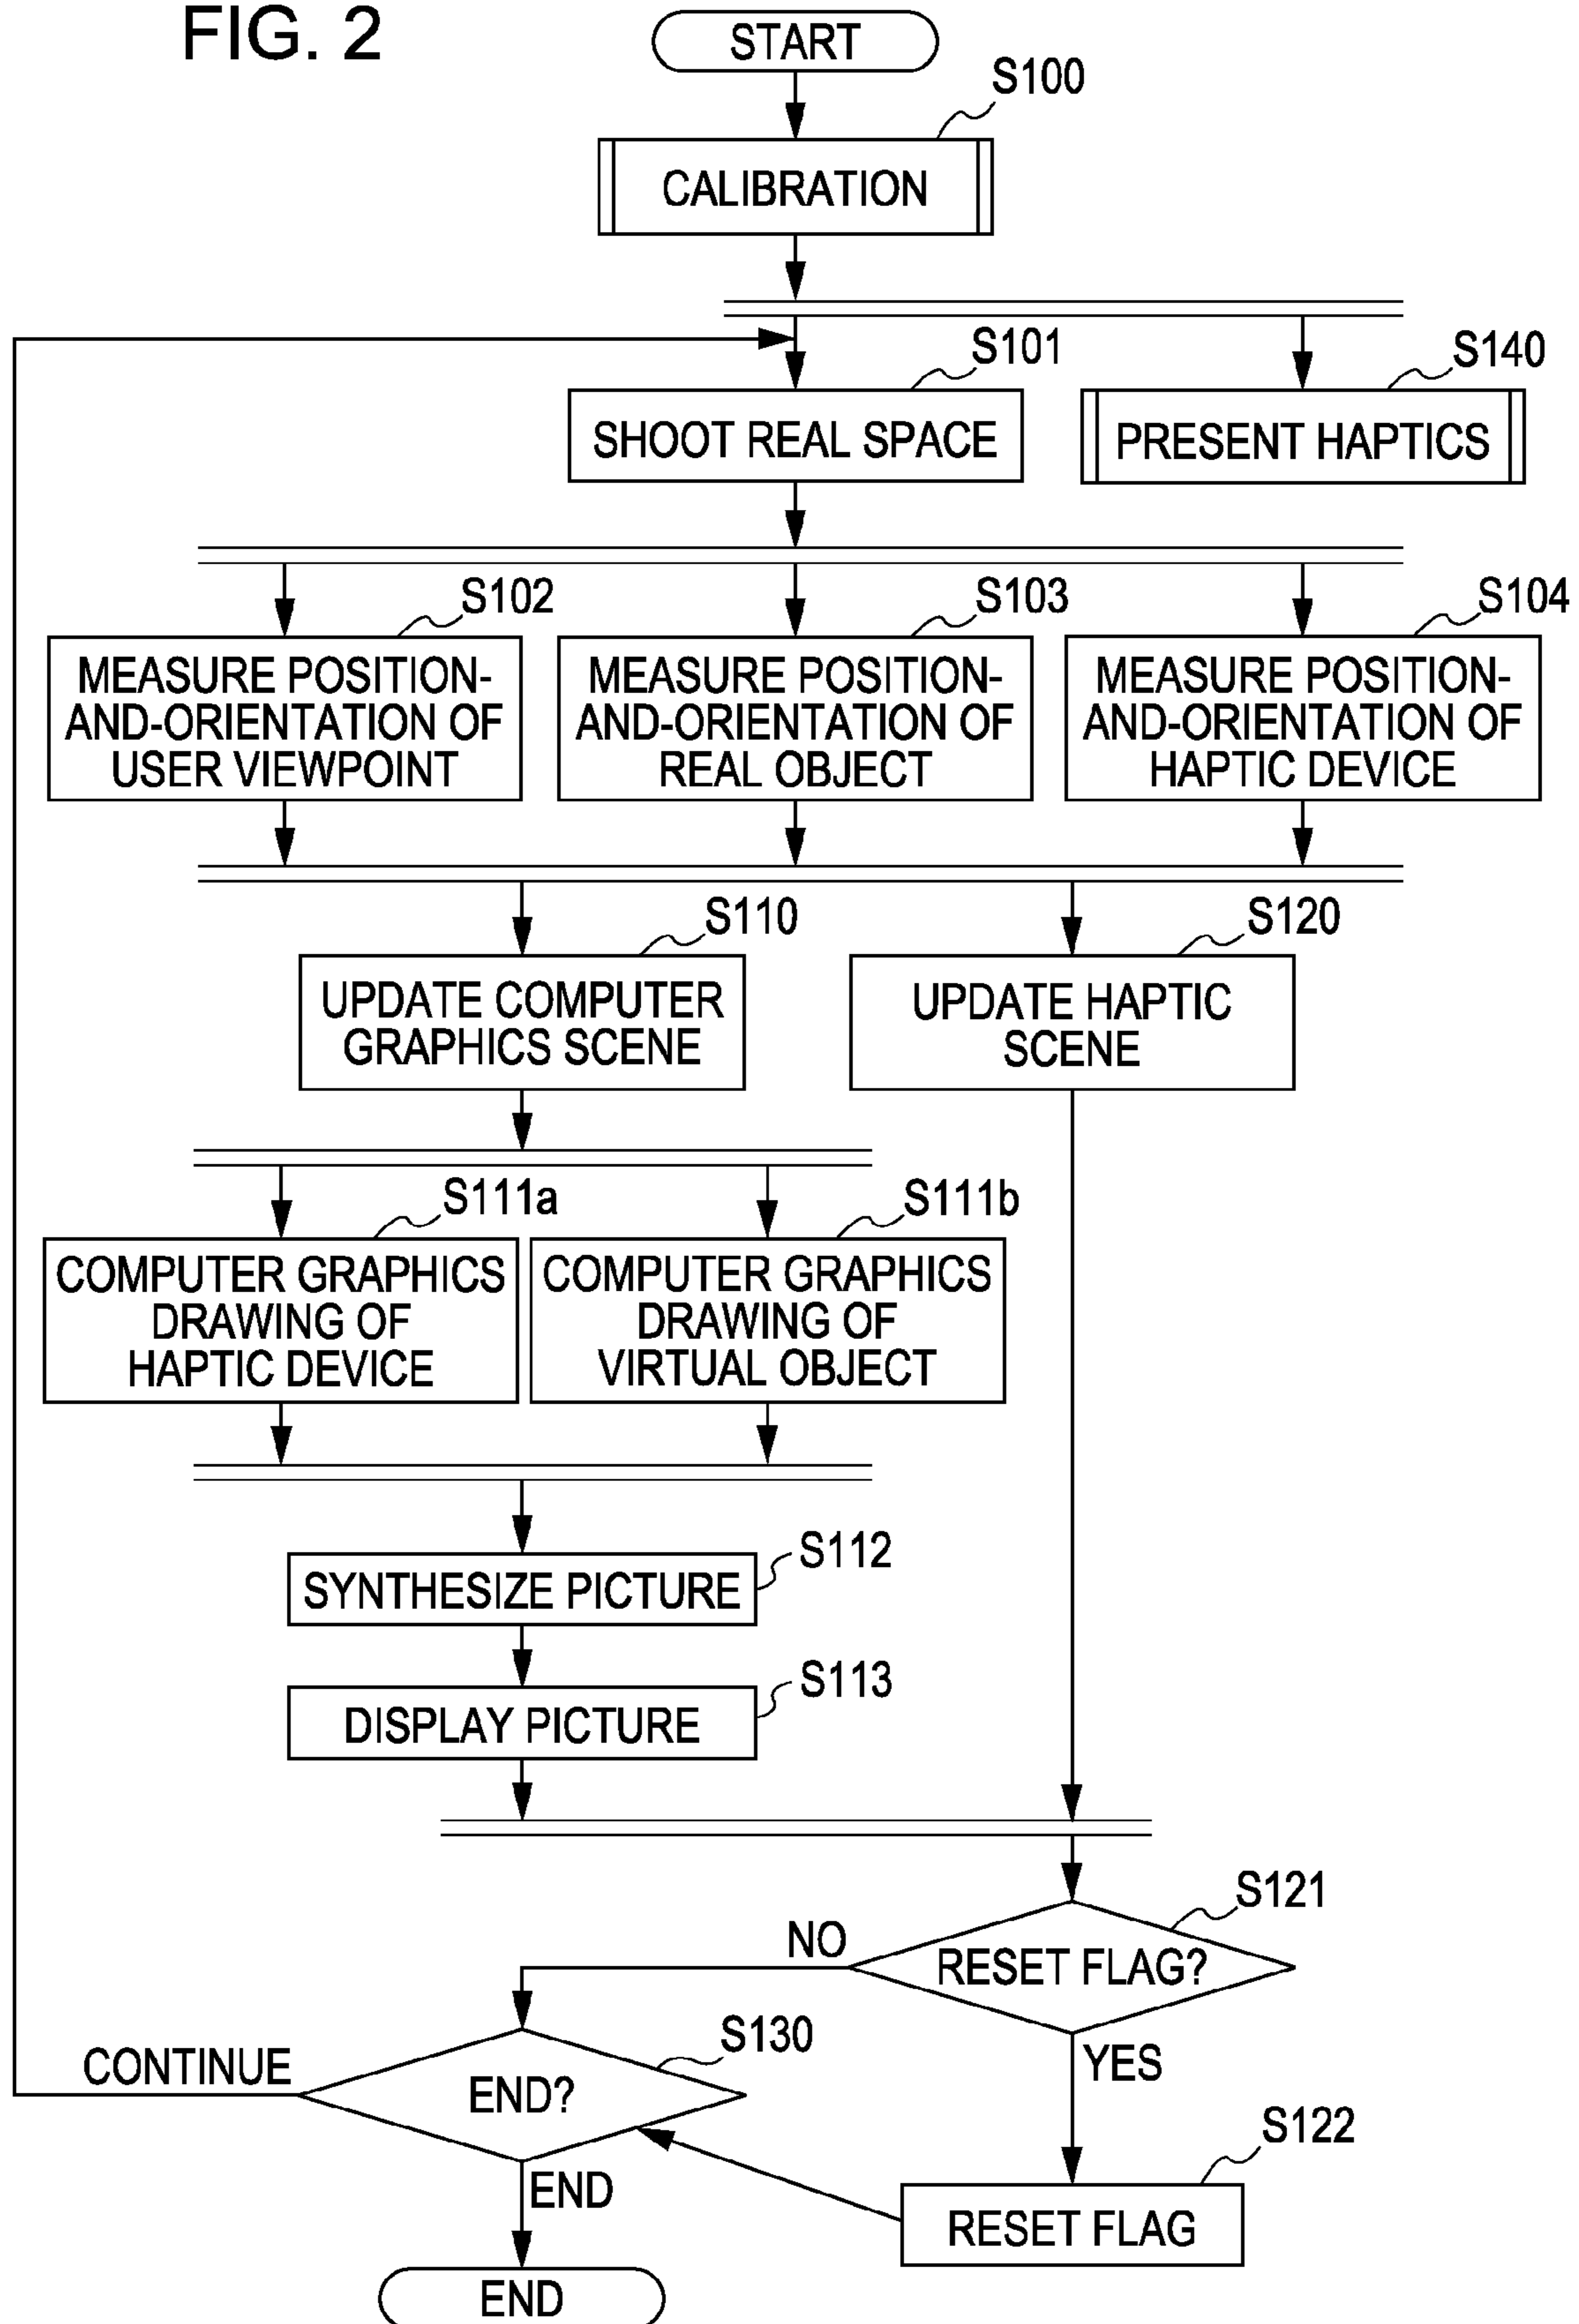 FIG. 2
START
S100
CALIBRATION
S101
S140
SHOOT REAL SPACE
PRESENT HAPTICS
S102
S103
S104
MEASURE POSITION-
AND-ORIENTATION OF
USER VIEWPOINT
MEASURE POSITION-
AND-ORIENTATION OF
REAL OBJECT
MEASURE POSITION-
AND-ORIENTATION OF
HAPTIC DEVICE
S110
S120
UPDATE COMPUTER
GRAPHICS SCENE
UPDATE HAPTIC
SCENE
S111a
S111b
COMPUTER GRAPHICS
DRAWING OF
HAPTIC DEVICE
COMPUTER GRAPHICS
DRAWING OF
VIRTUAL OBJECT
S112
SYNTHESIZE PICTURE
S113
DISPLAY PICTURE
S121
NO
RESET FLAG?
S130
YES
CONTINUE
END?
S122
END
RESET FLAG
END